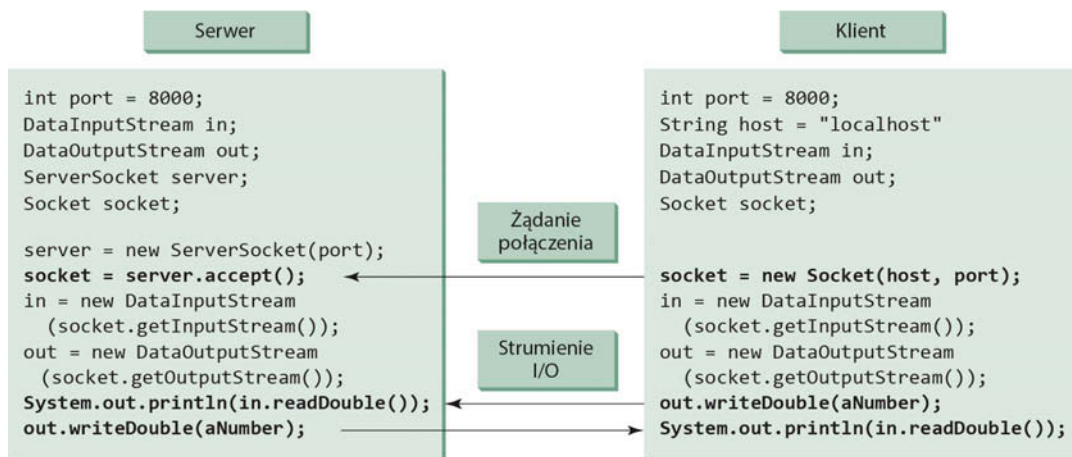 Serwer
int port = 8000;
DataInputStream in;
DataOutputStream out;
ServerSocket server;
Socket socket;
server = new ServerSocket(port);
socket = server.accept();
in = new DataInputStream
(socket.getInputStream());
out = new DataOutputStream
(socket.getOutputStream());
System.out.println(in.readDouble());
out.writeDouble(aNumber);
Żądanie
połączenia
Strumienie
I/O
Klient
int port = 8000;
String host = "localhost"
DataInputStream in;
DataOutputStream out;
Socket socket;
socket = new Socket(host, port);
in = new DataInputStream
(socket.getInputStream());
out = new DataOutputStream
(socket.getOutputStream());
out.writeDouble(aNumber);
System.out.println(in.readDouble());